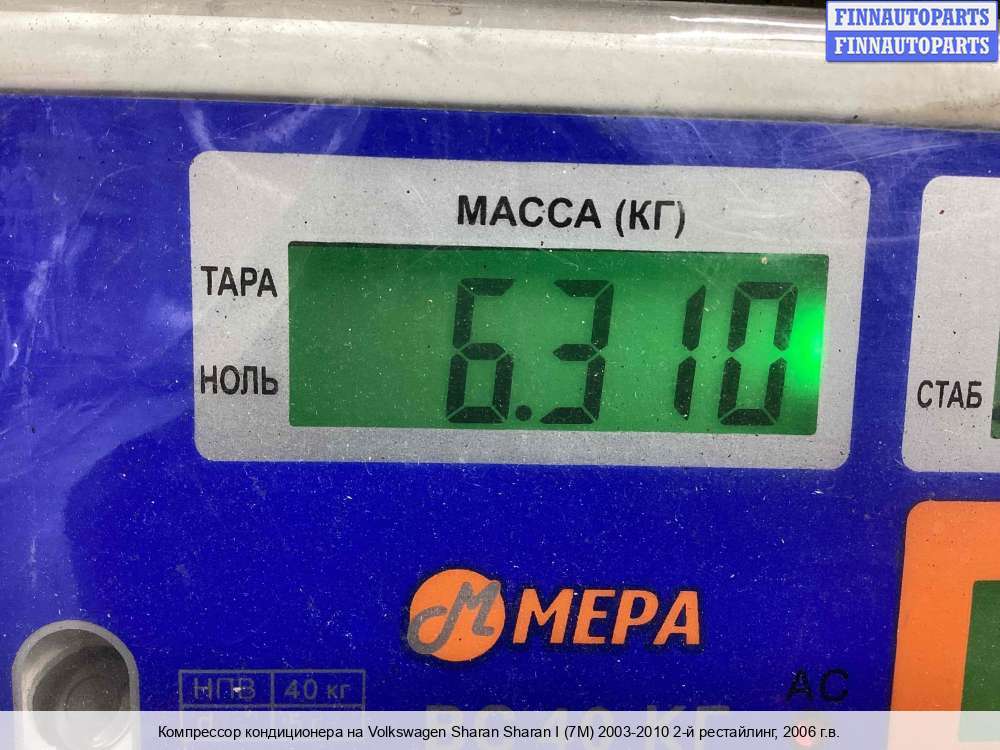 FINNAUTOPARTS
FINNAUTOPARTS
МАССА (КГ)
ТАРА
6.310
НОЛЬ
СТАБ
М МЕРА
НПВ 40 кг
АС
Компрессор кондиционера на Volkswagen Sharan Sharan I (7M) 2003-2010 2-й рестайлинг, 2006 г.в.